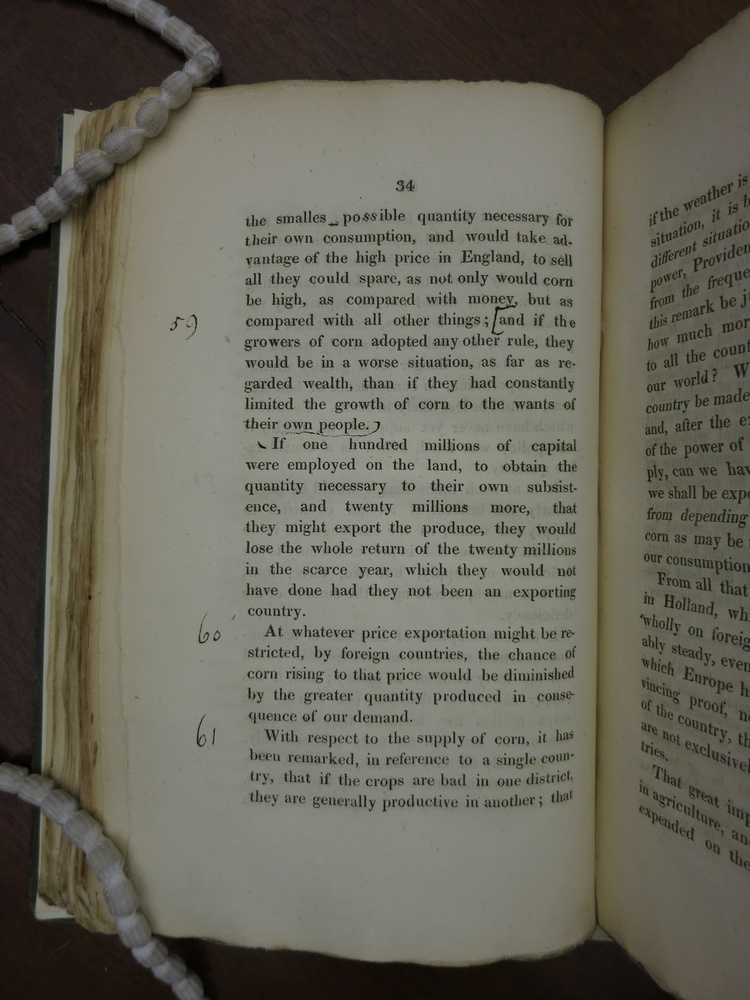 34
the smalles possible quantity necessary for
their own consumption, and would take ad-
vantage of the high price in England, to sell
all they could spare, as not only would corn
be high, as compared with money, but as
59 compared with all other things; [and if the
growers of corn adopted any other rule, they
would be in a worse situation, as far as re-
garded wealth, than if they had constantly
limited the growth of corn to the wants of
their own people.
If one hundred millions of capital
were employed on the land, to obtain the
quantity necessary to their own subsist-
ence, and twenty millions more, that
they might export the produce, they would
lose the whole return of the twenty millions
in the scarce year, which they would not
have done had they not been an exporting
country.
60 At whatever price exportation might be re-
stricted, by foreign countries, the chance of
corn rising to that price would be diminished
by the greater quantity produced in conse-
quence of our demand.
61 With respect to the supply of corn, it has
been remarked, in reference to a single coun-
try, that if the crops are bad in one district,
they are generally productive in another; that
if the weather is
situation, it is
different situatio
power, Providen
from the freque
this remark be j
how much mor
to all the count
our world? W
country be made
and, after the e
of the power of
ply, can we hav
we shall be expo
from depending
corn as may be
our consumption
From all that
in Holland, wh
wholly on foreig
ably steady, even
which Europe h
vincing proof, n
of the country, th
are not exclusivel
tries.
That great imp
in agriculture, an
expended on the